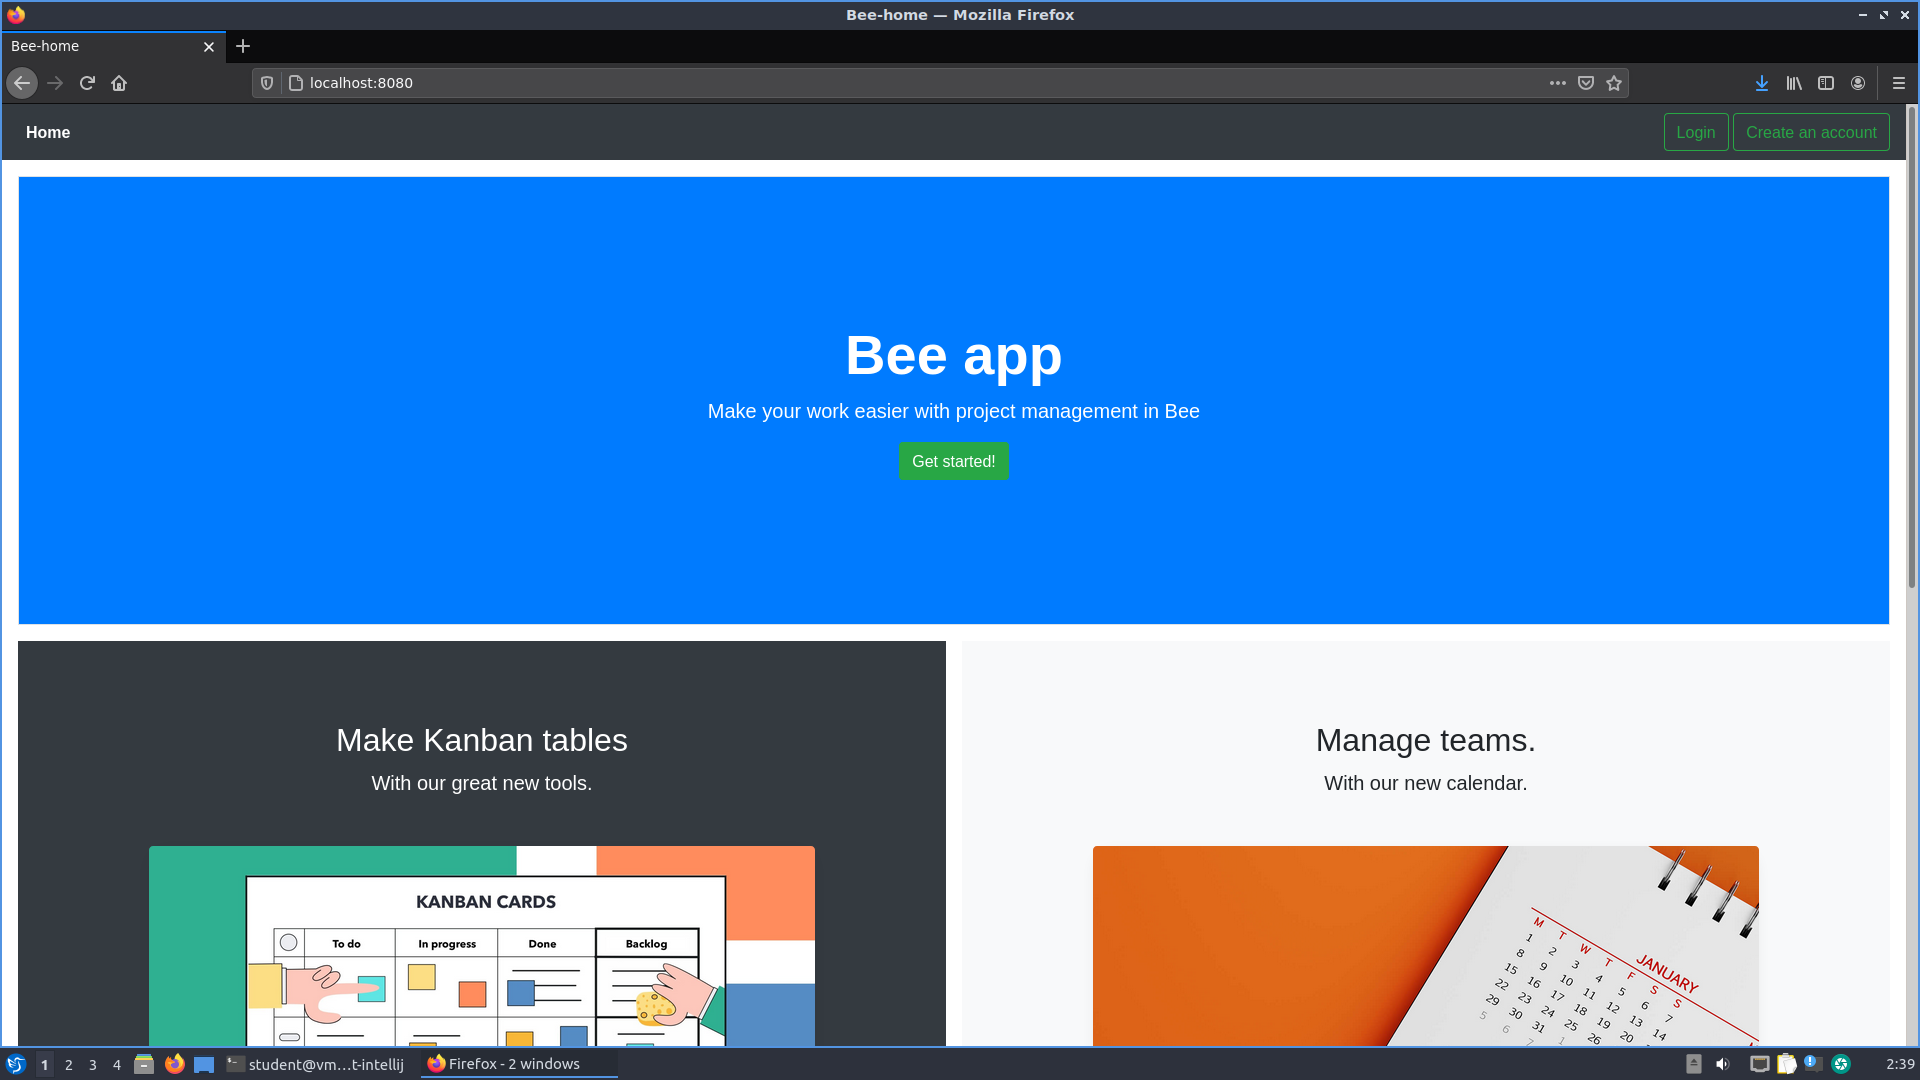 Bee-home — Mozilla Firefox
Bee-home
localhost:8080
Home
Login
Create an account
Bee app
Make your work easier with project management in Bee
Get started!
Make Kanban tables
With our great new tools.
KANBAN CARDS
To do In progress Done Backlog
Manage teams.
With our new calendar.
JANUARY
M T W T F S S
1 2 3 4 5 6 7
8 9 10 11 12 13 14
15 16 17 18 19 20
22 23 24 25 26
29 30 31
5 6 7
1
1 2 3 4
student@vm...t-intellij
Firefox - 2 windows
2:39